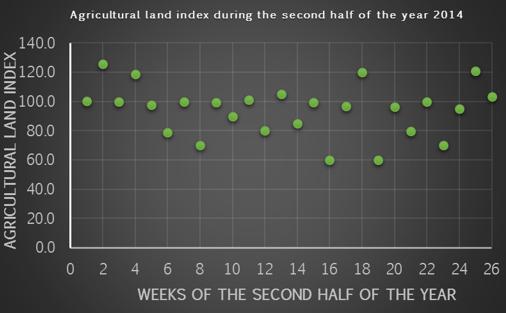 Agricultural land index during the second half of the year 2014
AGRICULTURAL LAND INDEX
140.0
120.0
100.0
80.0
60.0
40.0
20.0
0.0
0 2 4 6 8 10 12 14 16 18 20 22 24 26
WEEKS OF THE SECOND HALF OF THE YEAR